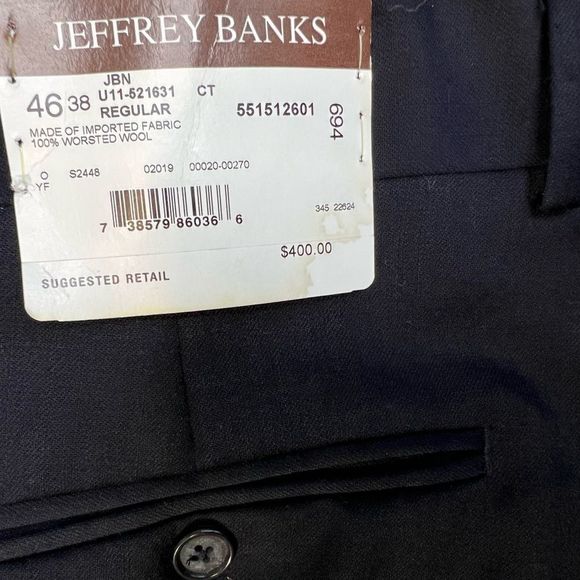 JEFFREY BANKS
JBN
46 38 U11-521631 CT
REGULAR 551512601 694
MADE OF IMPORTED FABRIC
100% WORSTED WOOL
O S2448 02019 00020-00270
YF
7 38579 86036 6
345 22624
$400.00
SUGGESTED RETAIL